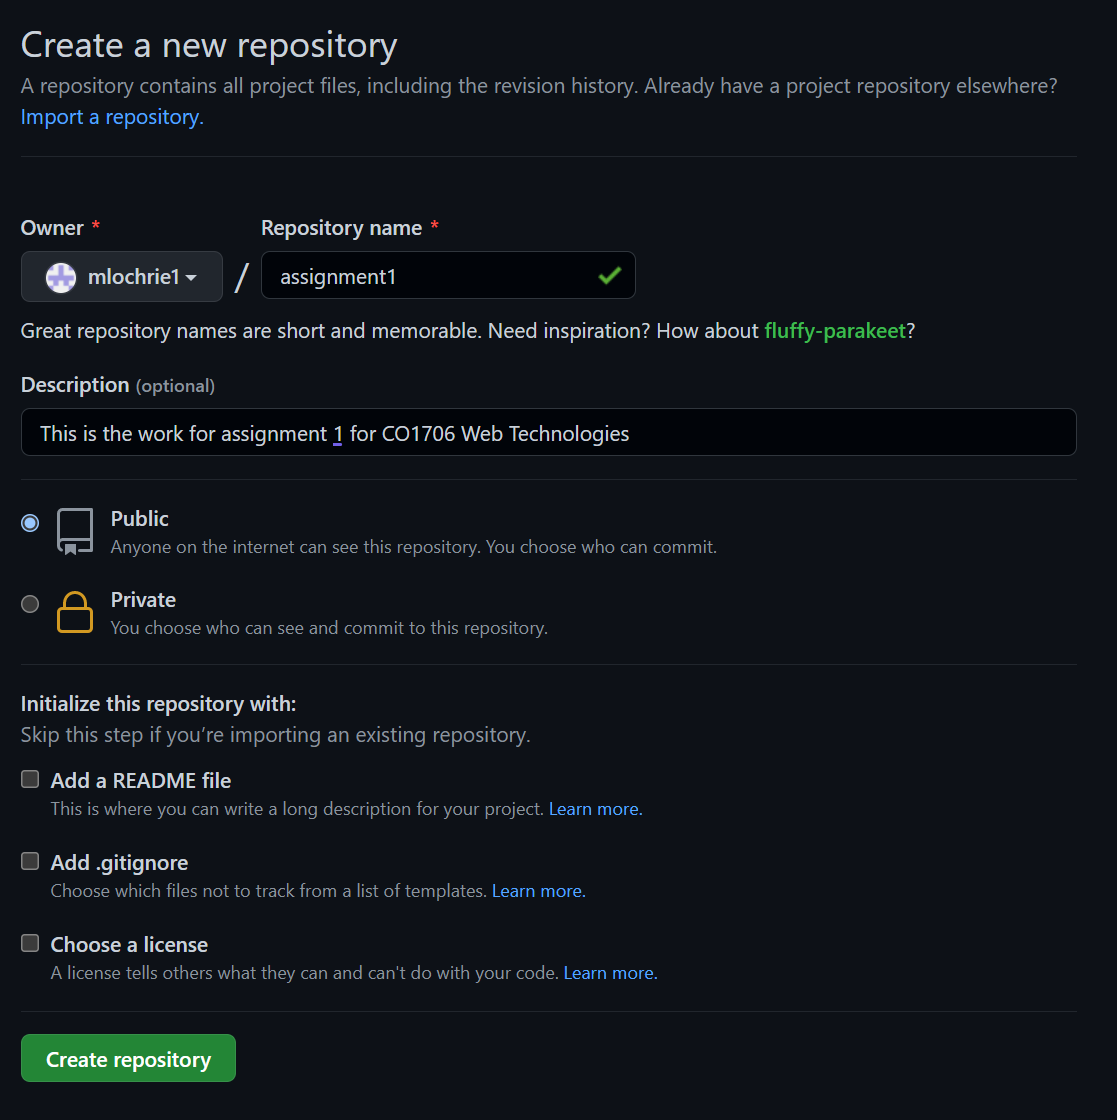 Create a new repository
A repository contains all project files, including the revision history. Already have a project repository elsewhere?
Import a repository.
Owner * Repository name *
mlochrie1 / assignment1
Great repository names are short and memorable. Need inspiration? How about fluffy-parakeet?
Description (optional)
This is the work for assignment 1 for CO1706 Web Technologies
Public
Anyone on the internet can see this repository. You choose who can commit.
Private
You choose who can see and commit to this repository.
Initialize this repository with:
Skip this step if you’re importing an existing repository.
Add a README file
This is where you can write a long description for your project. Learn more.
Add .gitignore
Choose which files not to track from a list of templates. Learn more.
Choose a license
A license tells others what they can and can't do with your code. Learn more.
Create repository